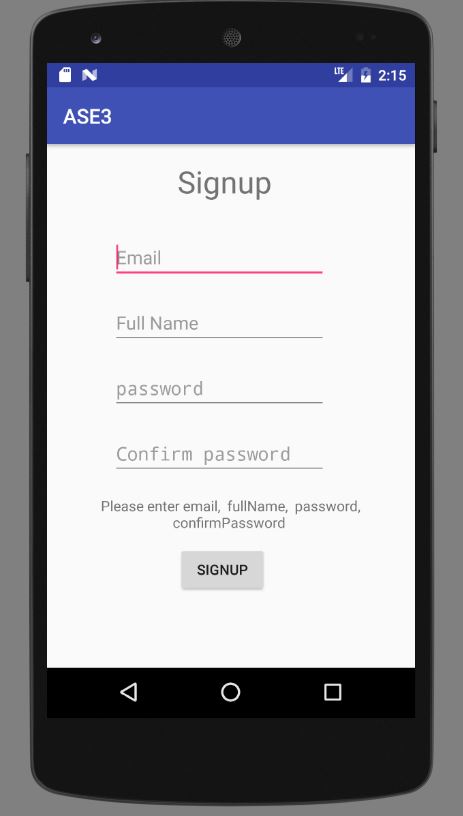 LTE 2:15
ASE3
Signup
Email
Full Name
password
Confirm password
Please enter email, fullName, password,
confirmPassword
SIGNUP